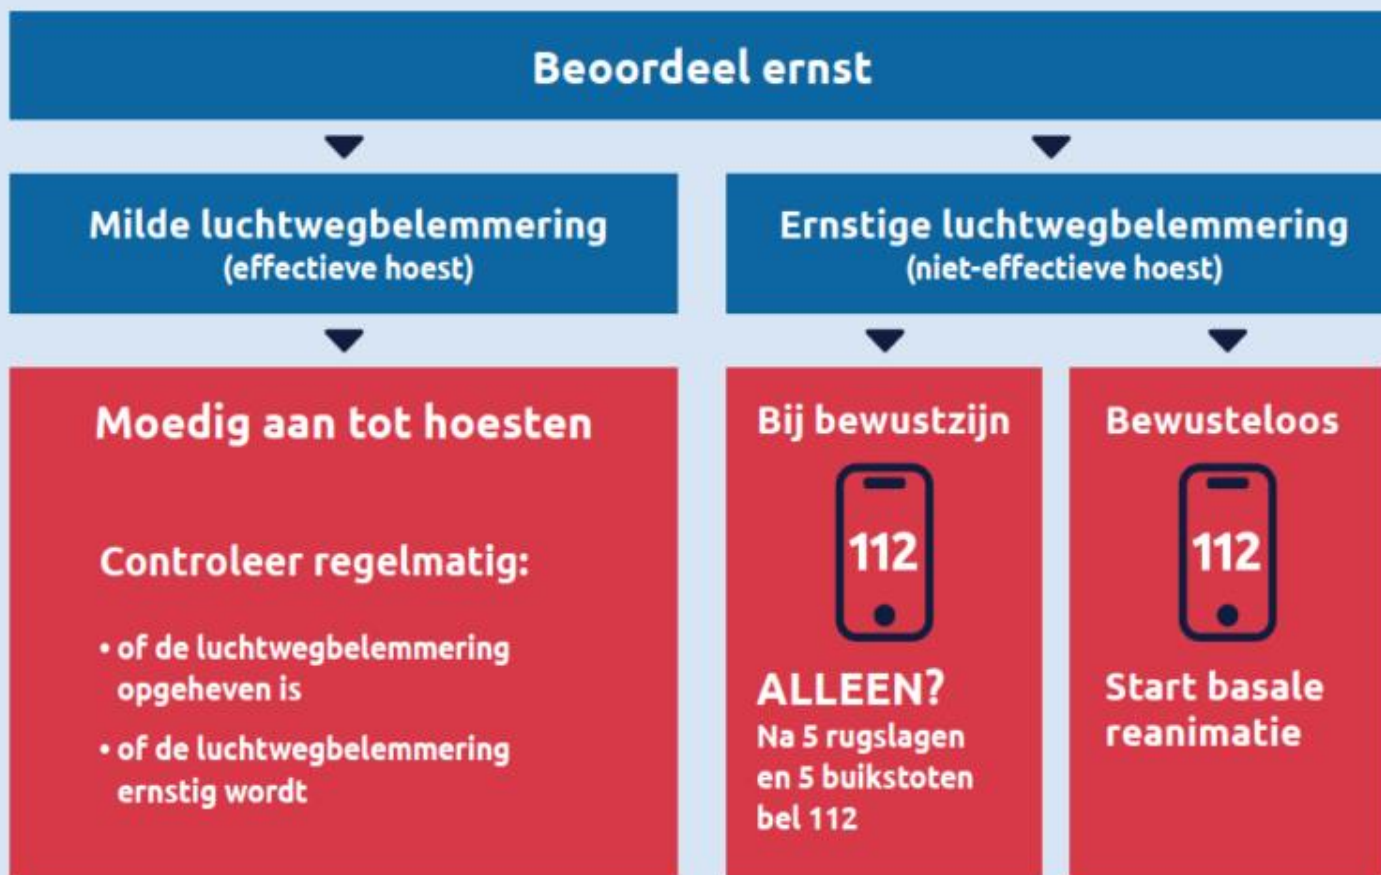 Beoordeel ernst
Milde luchtwegbelemmering
(effectieve hoest)
Ernstige luchtwegbelemmering
(niet-effectieve hoest)
Moedig aan tot hoesten
Controleer regelmatig:
• of de luchtwegbelemmering
opgeheven is
• of de luchtwegbelemmering
ernstig wordt
Bij bewustzijn
112
ALLEEN?
Na 5 rugslagen
en 5 buikstoten
bel 112
Bewusteloos
112
Start basale
reanimatie